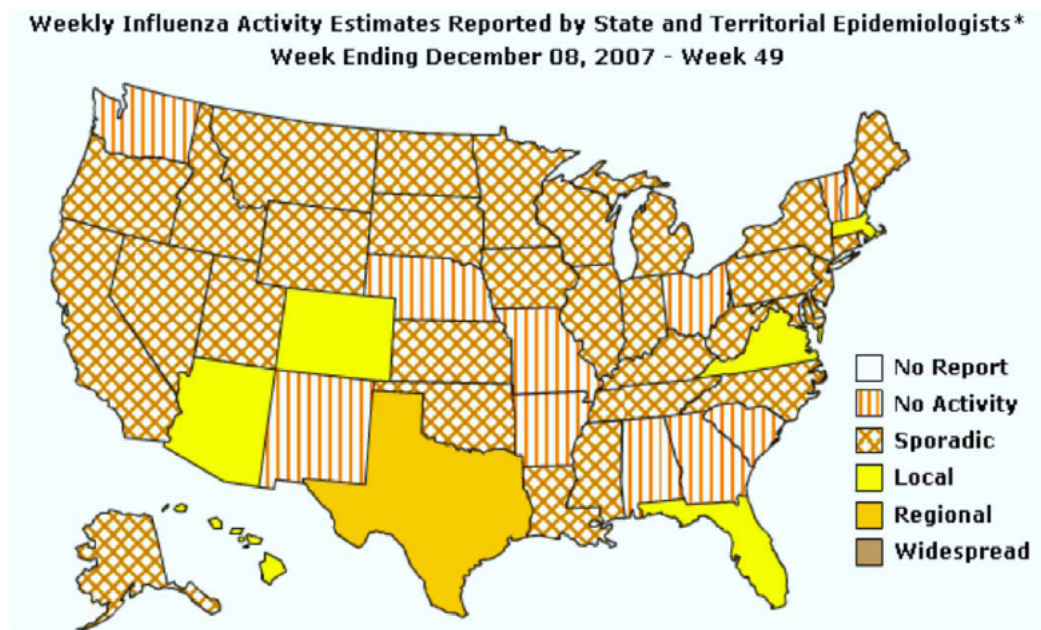 Weekly Influenza Activity Estimates Reported by State and Territorial Epidemiologists*
Week Ending December 08, 2007 - Week 49
No Report
No Activity
Sporadic
Local
Regional
Widespread